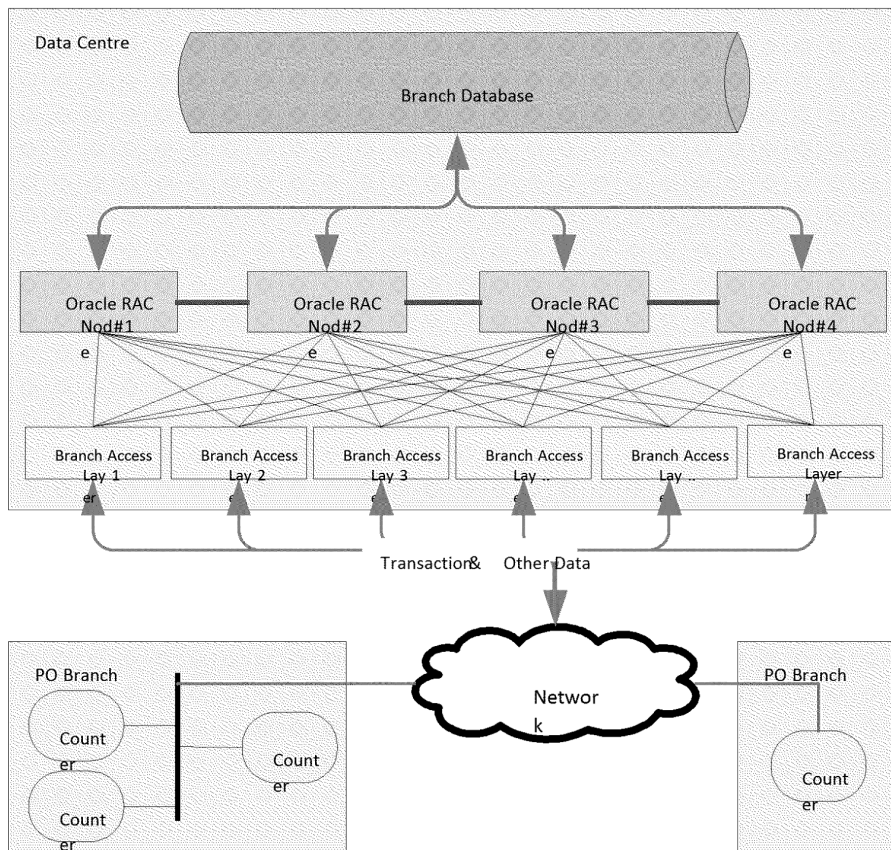 Data Centre
Branch Database
Oracle RAC
Nod#1
e
Oracle RAC
Nod#2
e
Oracle RAC
Nod#3
e
Oracle RAC
Nod#4
e
Branch Access
Lay 1
er
Branch Access
Lay 2
Branch Access
Lay 3
Branch Access
Lay ..
Branch Access
Lay ..
Branch Access
Layer
Transaction& Other Data
PO Branch
Count
er
Count
er
Count
er
Networ
k
PO Branch
Count
er